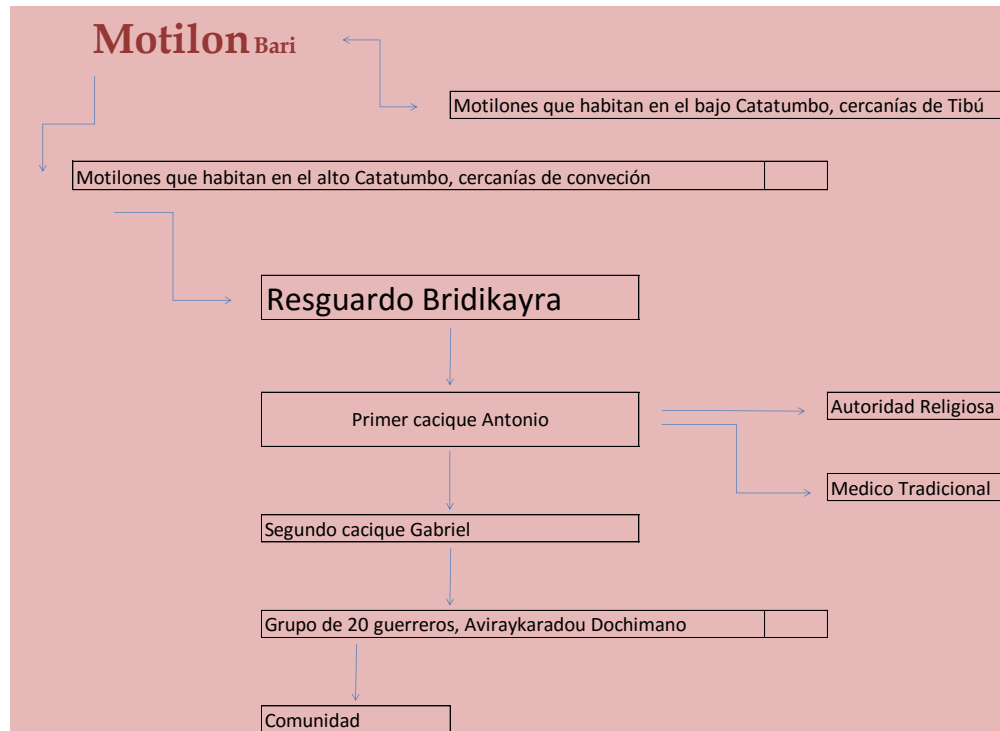 Motilon Bari
Motilones que habitan en el bajo Catatumbo, cercanías de Tibú
Motilones que habitan en el alto Catatumbo, cercanías de conveción
Resguardo Bridikayra
Primer cacique Antonio
Autoridad Religiosa
Medico Tradicional
Segundo cacique Gabriel
Grupo de 20 guerreros, Aviraykaradou Dochimano
Comunidad